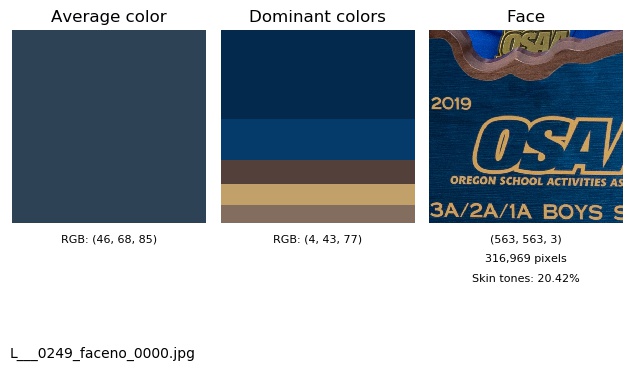 Average color
Dominant colors
Face
OSAA
2019
OSAA
OREGON SCHOOL ACTIVITIES
3A/2A/1A BOYS
RGB: (46, 68, 85)
RGB: (4, 43, 77)
(563, 563, 3)
316,969 pixels
Skin tones: 20.42%
L___0249_faceno_0000.jpg